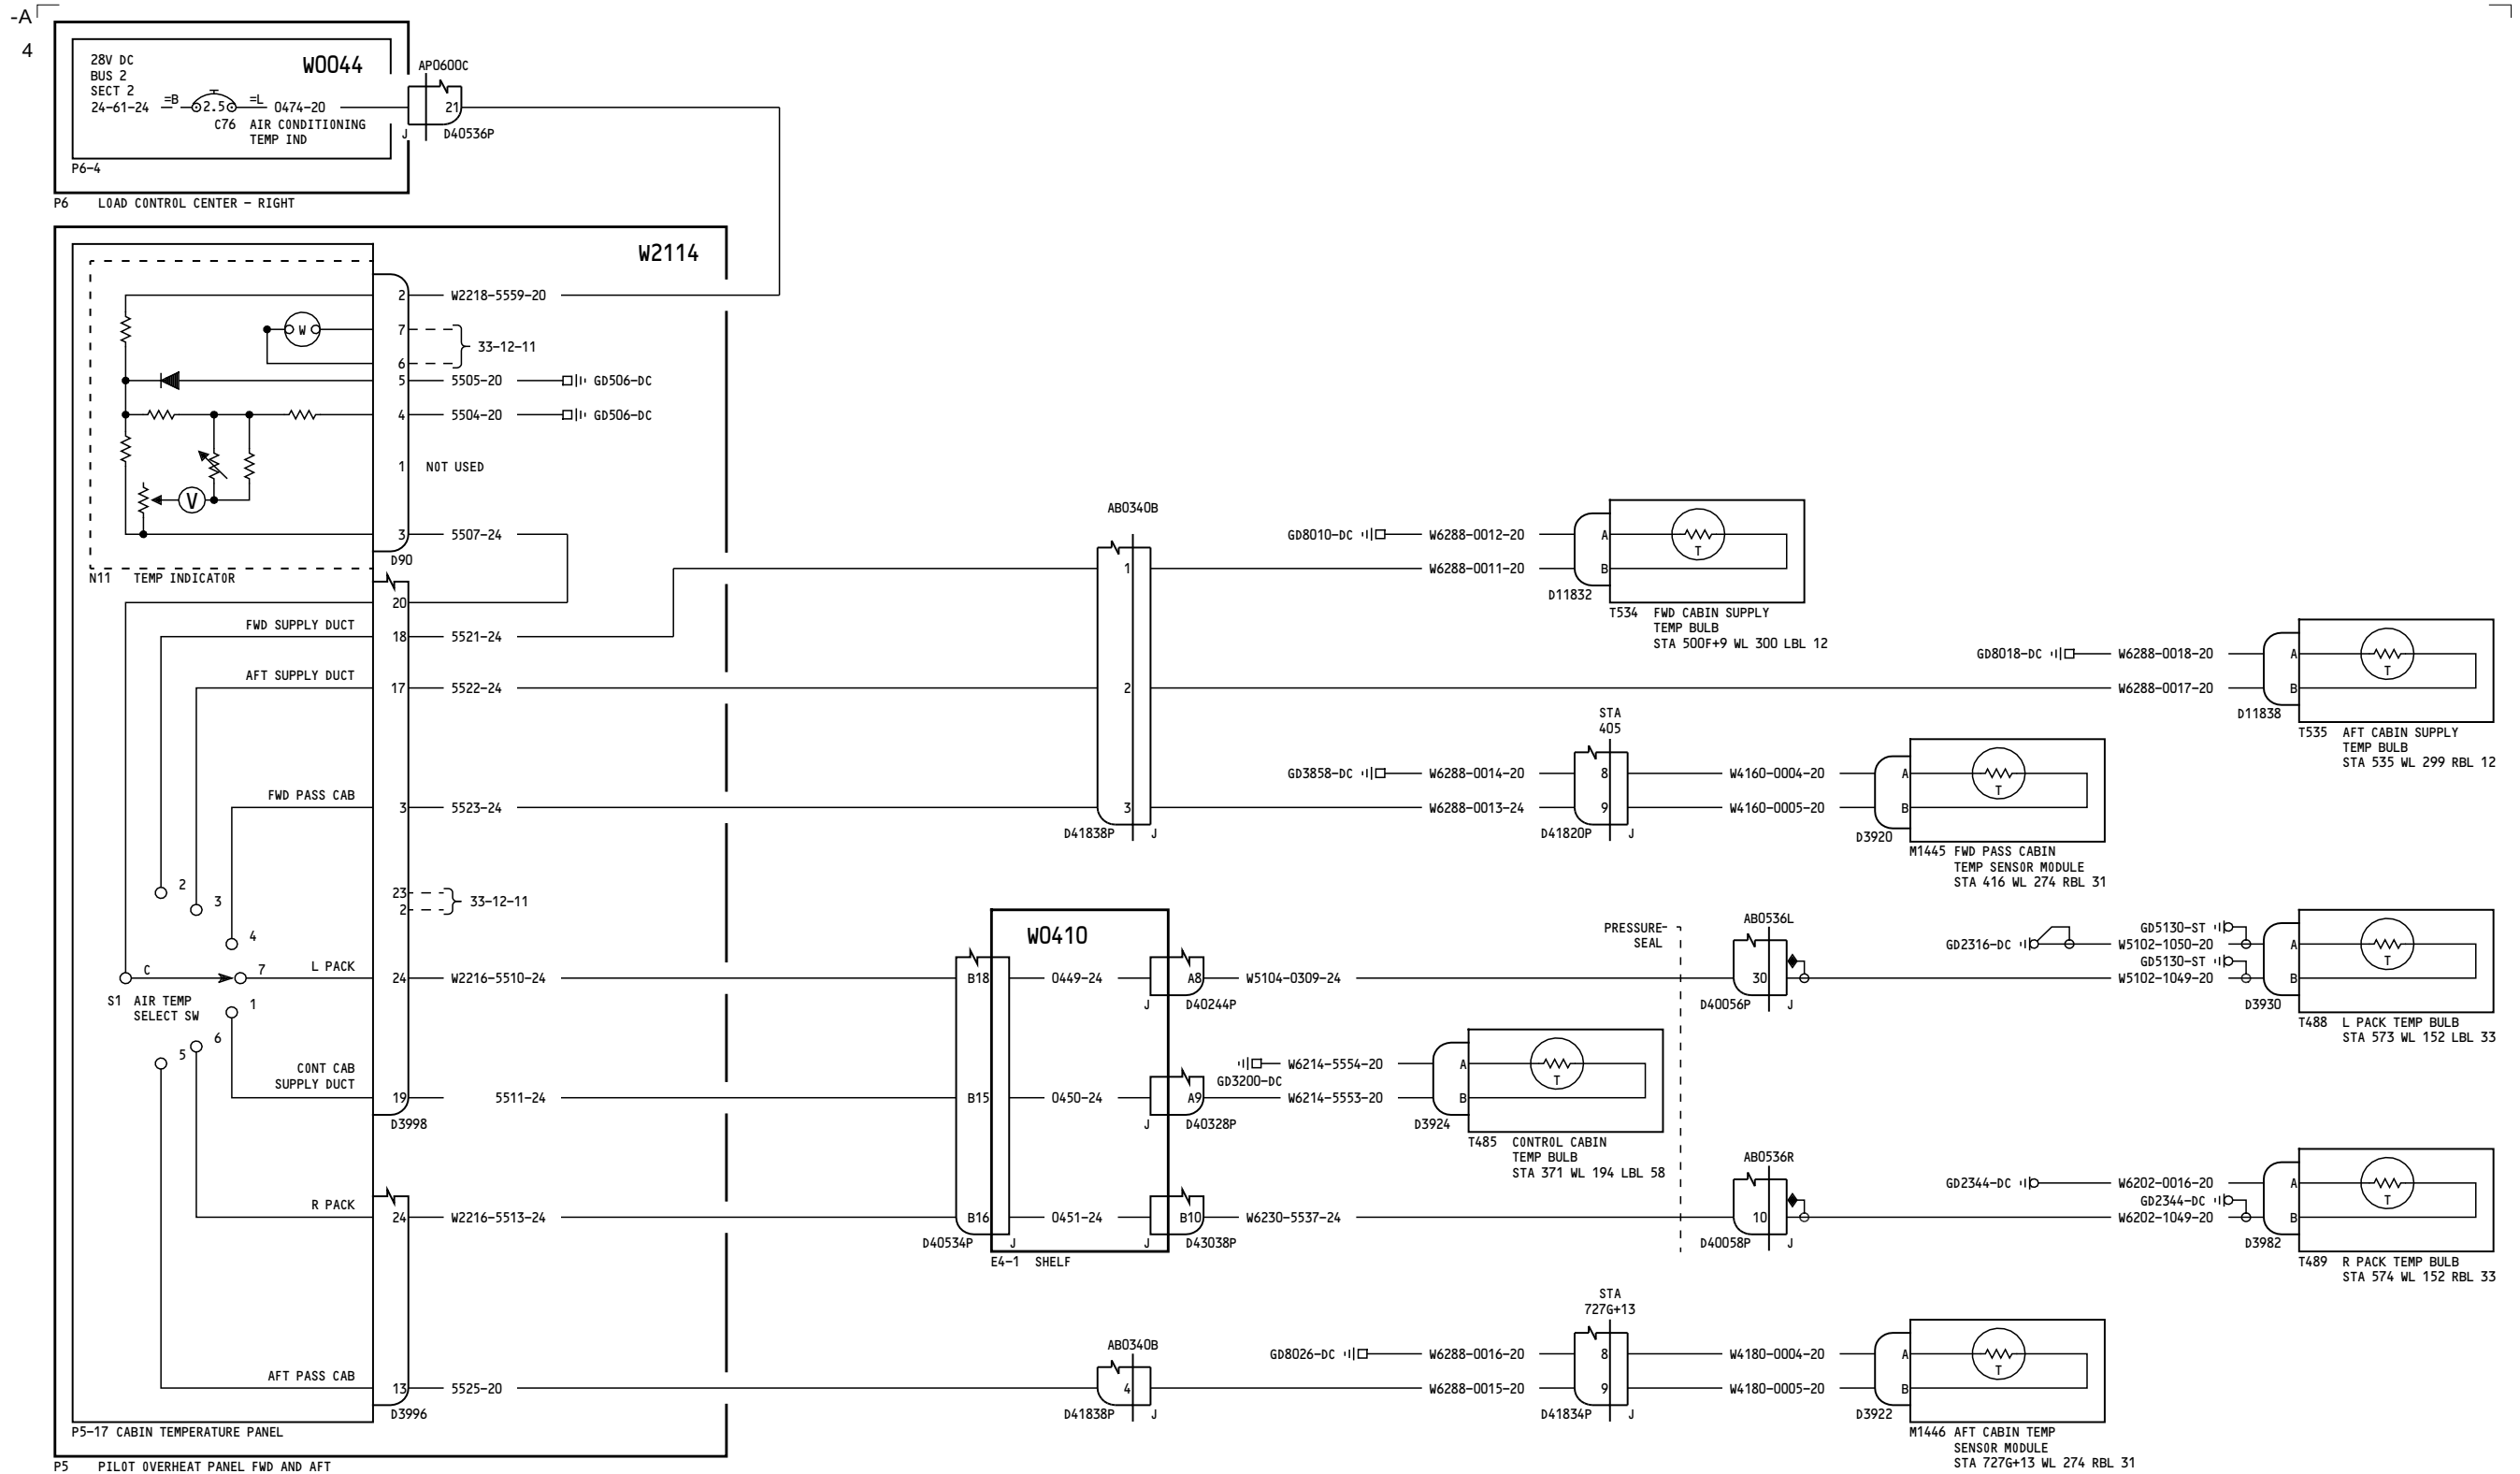 -A
4
28V DC
BUS 2
SECT 2
24-61-24 =B 2.5 =L 0474-20
C76 AIR CONDITIONING
TEMP IND
W0044
P6-4
P6 LOAD CONTROL CENTER - RIGHT
AP0600C
21
J D40536P
W2114
2 W2218-5559-20
W
7
33-12-11
6
5 5505-20 GD506-DC
4 5504-20 GD506-DC
1 NOT USED
V
3 5507-24
D90
N11 TEMP INDICATOR
20
FWD SUPPLY DUCT 18 5521-24
AFT SUPPLY DUCT 17 5522-24
FWD PASS CAB 3 5523-24
23
2
33-12-11
2
3
4
C
7
L PACK 24 W2216-5510-24
S1 AIR TEMP
SELECT SW
1
6
5
CONT CAB
SUPPLY DUCT 19 5511-24
D3998
R PACK 24 W2216-5513-24
AFT PASS CAB 13 5525-20
D3996
P5-17 CABIN TEMPERATURE PANEL
P5 PILOT OVERHEAT PANEL FWD AND AFT
AB0340B
1
2
3
D41838P J
GD8010-DC W6288-0012-20 A
W6288-0011-20 B
T
D11832
T534 FWD CABIN SUPPLY
TEMP BULB
STA 500F+9 WL 300 LBL 12
GD8018-DC W6288-0018-20 A
W6288-0017-20 B
T
D11838
T535 AFT CABIN SUPPLY
TEMP BULB
STA 535 WL 299 RBL 12
STA
405
GD3858-DC W6288-0014-20 8 W4160-0004-20 A
W6288-0013-24 9 W4160-0005-20 B
T
D41820P J
D3920
M1445 FWD PASS CABIN
TEMP SENSOR MODULE
STA 416 WL 274 RBL 31
W0410
B18 0449-24 A8 W5104-0309-24
J D40244P
PRESSURE
SEAL
AB0536L
30
D40056P J
GD5130-ST
GD2316-DC W5102-1050-20 A
GD5130-ST
W5102-1049-20 B
T
D3930
T488 L PACK TEMP BULB
STA 573 WL 152 LBL 33
B15 0450-24 A9
J D40328P
W6214-5554-20 A
GD3200-DC
W6214-5553-20 B
T
D3924
T485 CONTROL CABIN
TEMP BULB
STA 371 WL 194 LBL 58
B16 0451-24 B10 W6230-5537-24
D40534P J J D43038P
E4-1 SHELF
AB0536R
10
D40058P J
GD2344-DC W6202-0016-20 A
GD2344-DC
W6202-1049-20 B
T
D3982
T489 R PACK TEMP BULB
STA 574 WL 152 RBL 33
AB0340B
4
D41838P J
STA
727G+13
GD8026-DC W6288-0016-20 8 W4180-0004-20 A
W6288-0015-20 9 W4180-0005-20 B
T
D41834P J
D3922
M1446 AFT CABIN TEMP
SENSOR MODULE
STA 727G+13 WL 274 RBL 31